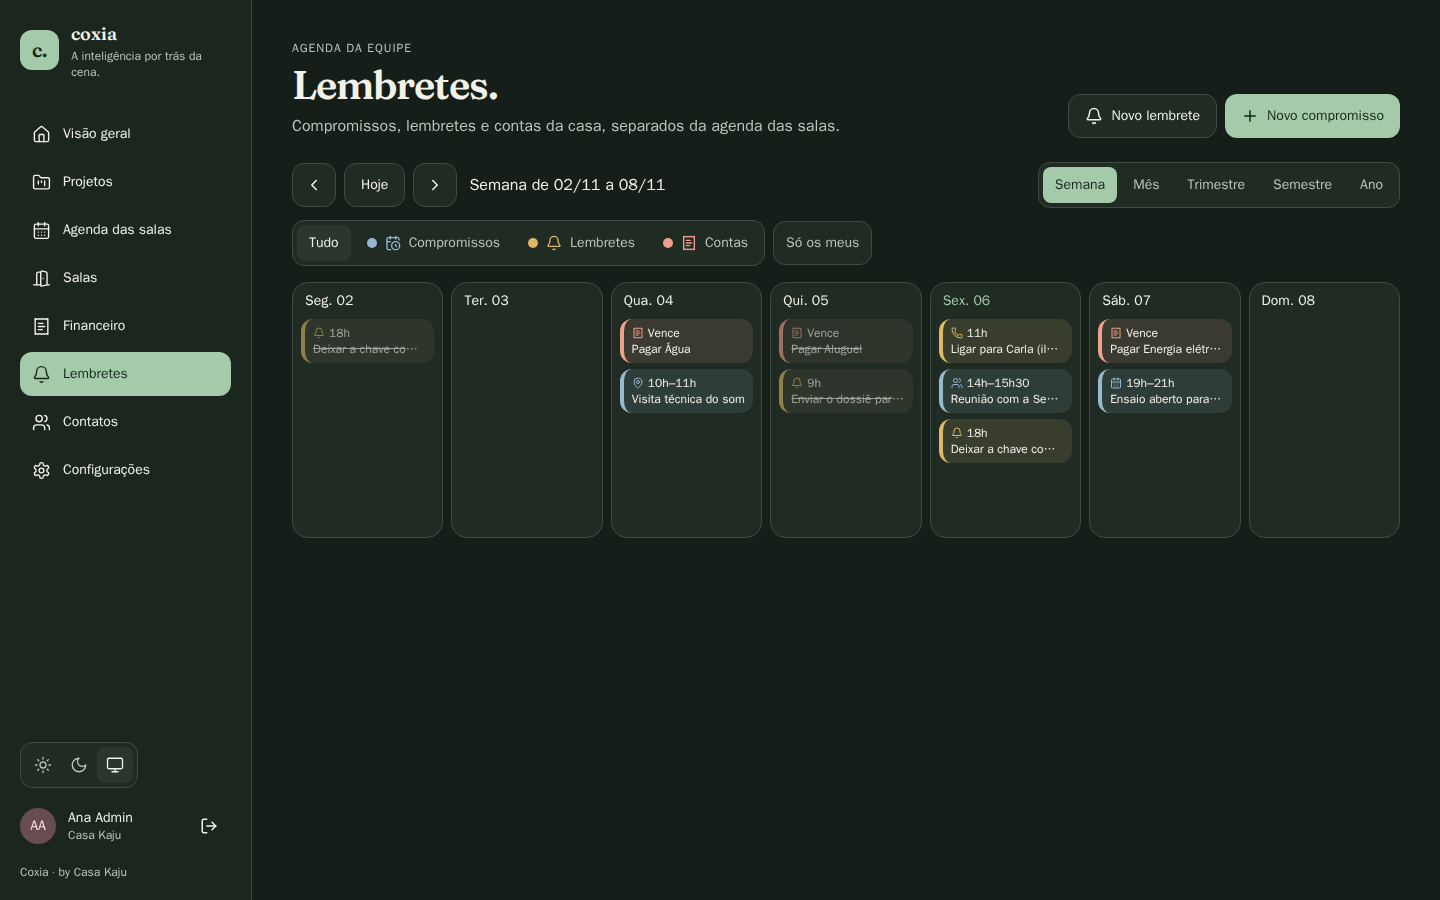 c.
coxia
A inteligência por trás da
cena.
Visão geral
Projetos
Agenda das salas
Salas
Financeiro
Lembretes
Contatos
Configurações
AA
Ana Admin
Casa Kaju
Coxia · by Casa Kaju
AGENDA DA EQUIPE
Lembretes.
Compromissos, lembretes e contas da casa, separados da agenda das salas.
Novo lembrete
Novo compromisso
Hoje
Semana de 02/11 a 08/11
Semana
Mês
Trimestre
Semestre
Ano
Tudo
Compromissos
Lembretes
Contas
Só os meus
Seg. 02
18h
Deixar a chave co…
Ter. 03
Qua. 04
Vence
Pagar Água
10h–11h
Visita técnica do som
Qui. 05
Vence
Pagar Aluguel
9h
Enviar o dossiê par…
Sex. 06
11h
Ligar para Carla (il…
14h–15h30
Reunião com a Se…
18h
Deixar a chave co…
Sáb. 07
Vence
Pagar Energia elétr…
19h–21h
Ensaio aberto para…
Dom. 08